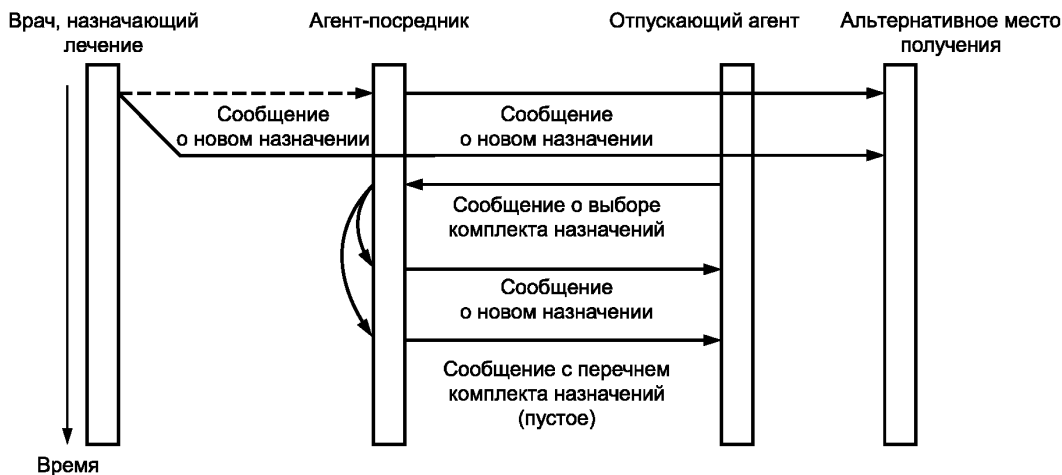 Врач, назначающий
лечение
Агент-посредник
Отпускающий агент
Альтернативное место
получения
Сообщение
о новом назначении
Сообщение
о новом назначении
Сообщение о выборе
комплекта назначений
Сообщение
о новом назначении
Сообщение с перечнем
комплекта назначений
(пустое)
Время